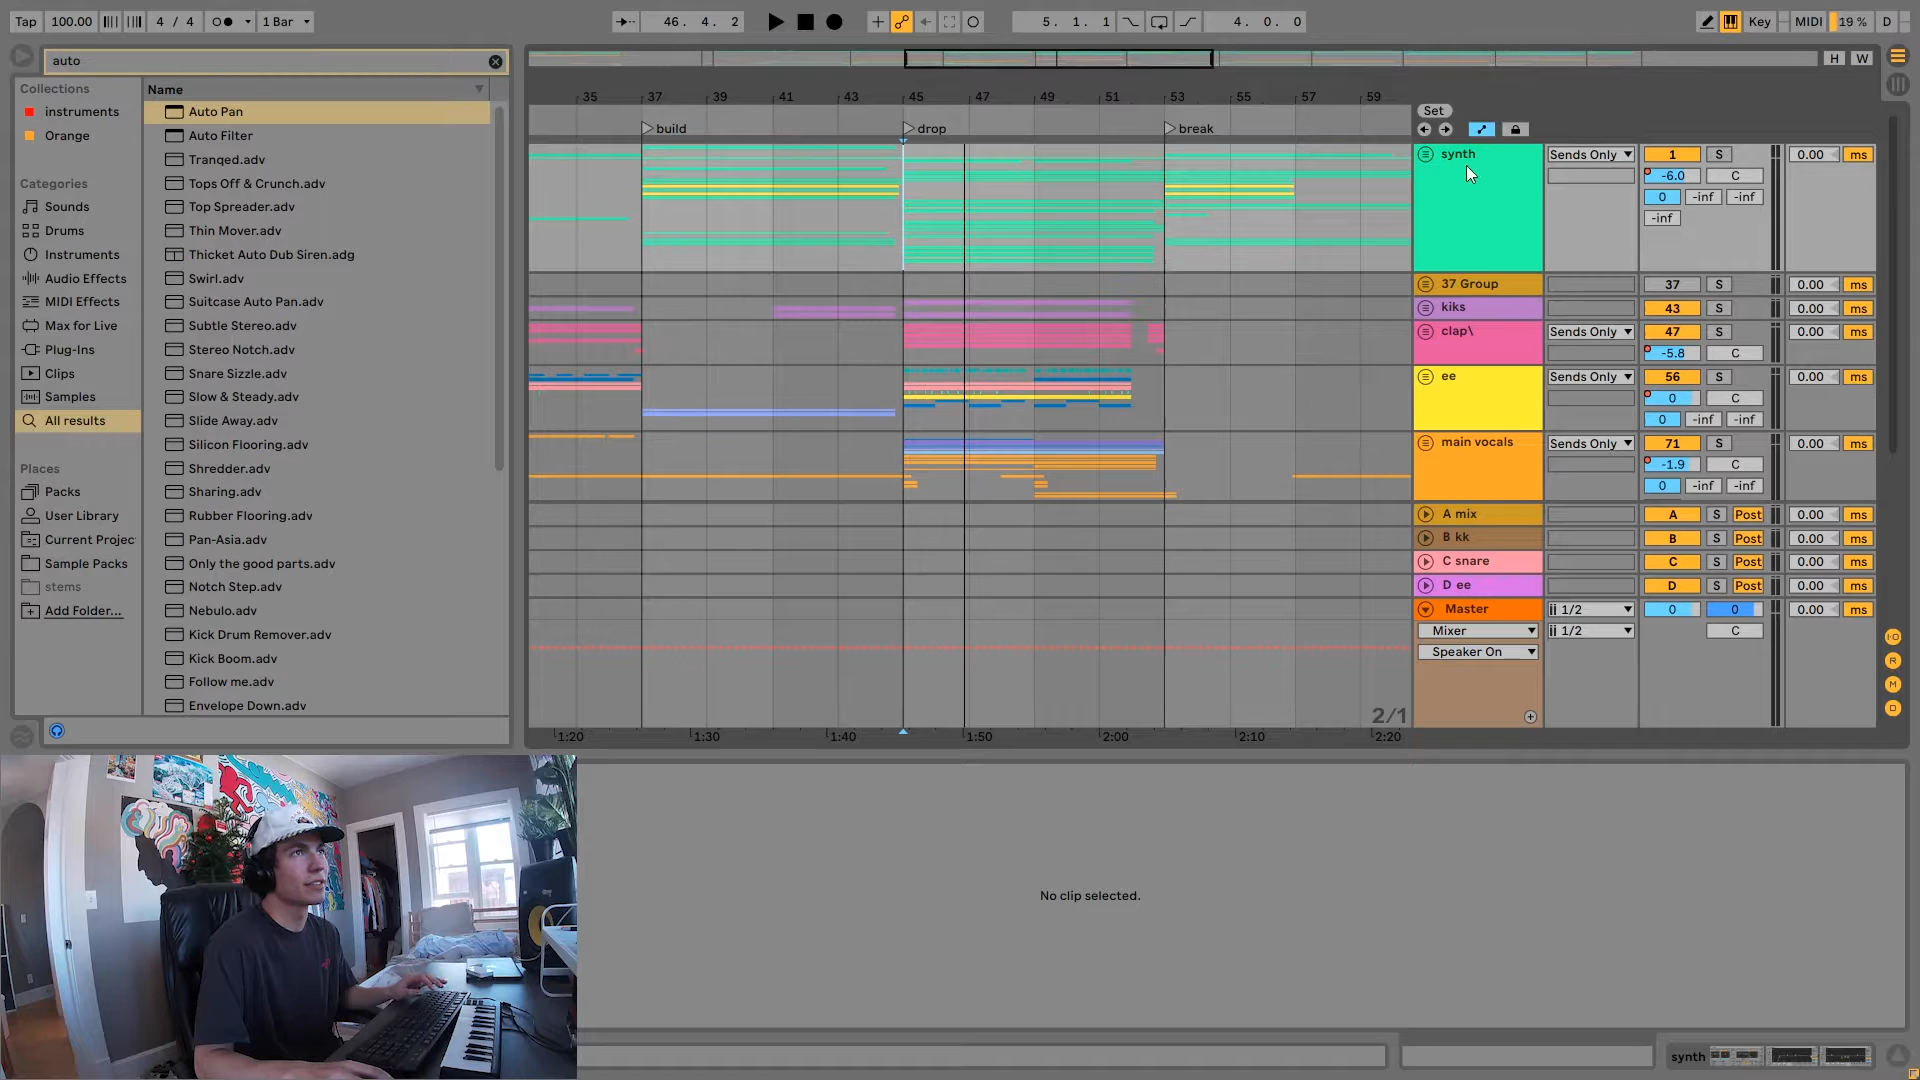 Tap 100.00 4 / 4 1 Bar 46. 4. 2 5. 1. 1 4. 0. 0 Key MIDI 19 % D
auto
H W
Collections
instruments
Orange
Categories
Sounds
Drums
Instruments
Audio Effects
MIDI Effects
Max for Live
Plug-Ins
Clips
Samples
All results
Places
Packs
User Library
Current Projec
Sample Packs
stems
Add Folder...
Name
Auto Pan
Auto Filter
Tranqed.adv
Tops Off & Crunch.adv
Top Spreader.adv
Thin Mover.adv
Thicket Auto Dub Siren.adg
Swirl.adv
Suitcase Auto Pan.adv
Subtle Stereo.adv
Stereo Notch.adv
Snare Sizzle.adv
Slow & Steady.adv
Slide Away.adv
Silicon Flooring.adv
Shredder.adv
Sharing.adv
Rubber Flooring.adv
Pan-Asia.adv
Only the good parts.adv
Notch Step.adv
Nebulo.adv
Kick Drum Remover.adv
Kick Boom.adv
Follow me.adv
Envelope Down.adv
35 37 39 41 43 45 47 49 51 53 55 57 59
Set
build drop break
synth Sends Only 1 S 0.00 ms
-6.0 C
0 -inf -inf
-inf
37 Group 37 S 0.00 ms
kiks 43 S 0.00 ms
clap\ Sends Only 47 S 0.00 ms
-5.8 C
ee Sends Only 56 S 0.00 ms
0 C
0 -inf -inf
main vocals Sends Only 71 S 0.00 ms
-1.9 C
0 -inf -inf
A mix A S Post 0.00 ms
B kk B S Post 0.00 ms
C snare C S Post 0.00 ms
D ee D S Post 0.00 ms
Master 1/2 0 0 0.00 ms
Mixer 1/2 C
Speaker On
I·O
R
M
D
2/1
1:20 1:30 1:40 1:50 2:00 2:10 2:20
No clip selected.
synth